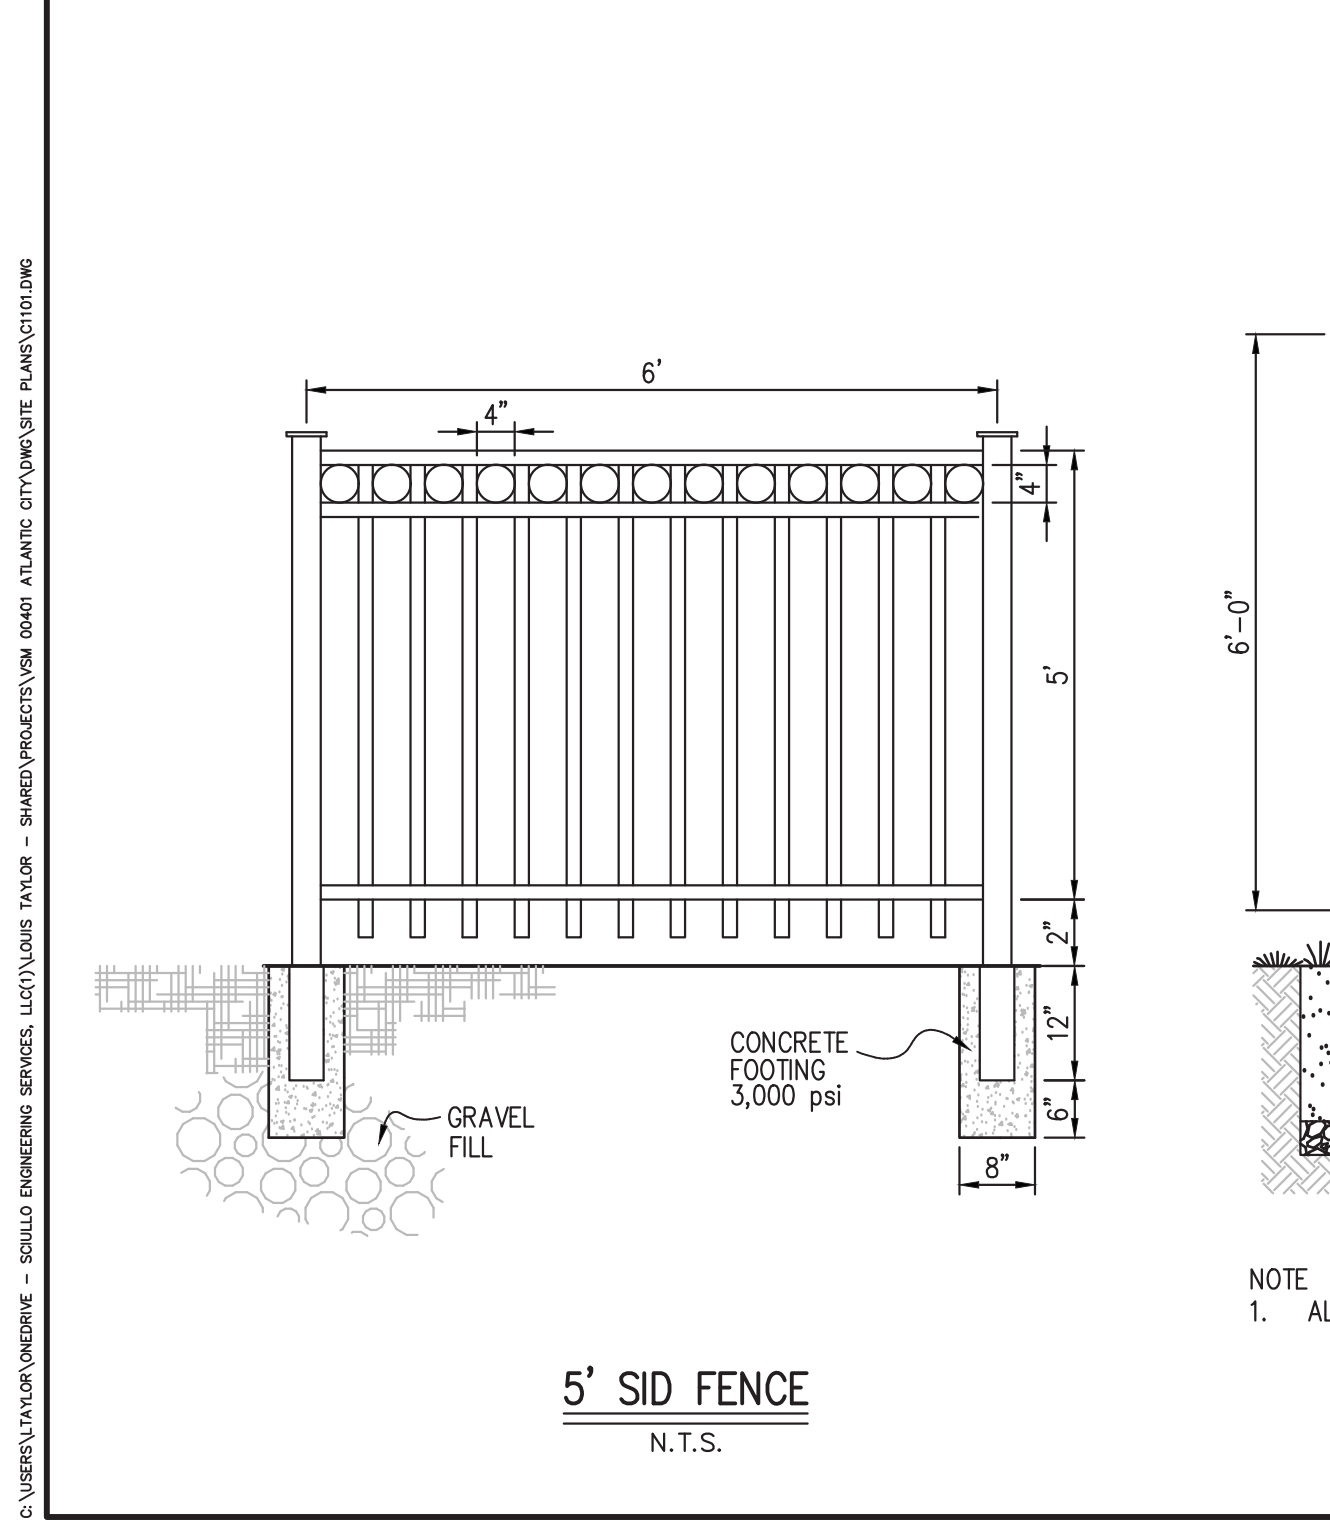 C:\USERS\LTAYLOR\ONEDRIVE – SCIULLO ENGINEERING SERVICES, LLC(1)\LOUIS TAYLOR – SHARED\PROJECTS\VSM 00401 ATLANTIC CITY\DWG\SITE PLANS\C1101.DWG
6'
4"
4"
5'
6'–0"
2"
12"
CONCRETE
FOOTING
3,000 psi
6"
GRAVEL
FILL
8"
NOTE
1. AL
5' SID FENCE
N.T.S.